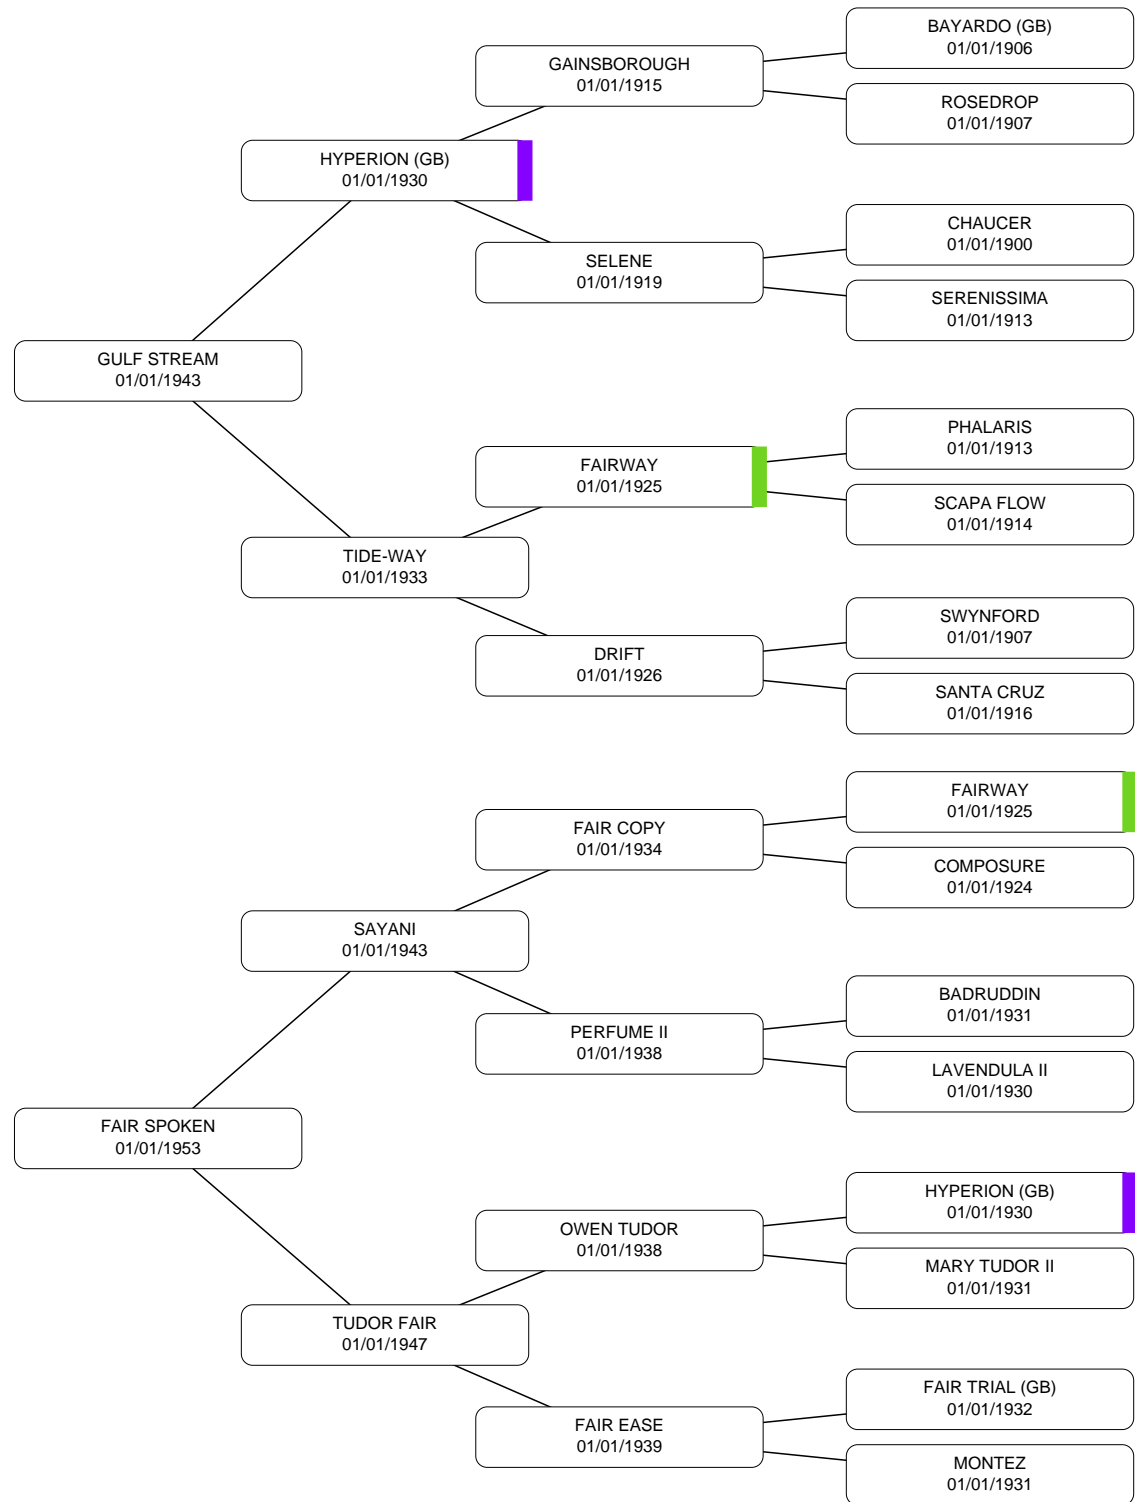 BAYARDO (GB)
01/01/1906
GAINSBOROUGH
01/01/1915
ROSEDROP
01/01/1907
HYPERION (GB)
01/01/1930
CHAUCER
01/01/1900
SELENE
01/01/1919
SERENISSIMA
01/01/1913
GULF STREAM
01/01/1943
PHALARIS
01/01/1913
FAIRWAY
01/01/1925
SCAPA FLOW
01/01/1914
TIDE-WAY
01/01/1933
SWYNFORD
01/01/1907
DRIFT
01/01/1926
SANTA CRUZ
01/01/1916
FAIRWAY
01/01/1925
FAIR COPY
01/01/1934
COMPOSURE
01/01/1924
SAYANI
01/01/1943
BADRUDDIN
01/01/1931
PERFUME II
01/01/1938
LAVENDULA II
01/01/1930
FAIR SPOKEN
01/01/1953
HYPERION (GB)
01/01/1930
OWEN TUDOR
01/01/1938
MARY TUDOR II
01/01/1931
TUDOR FAIR
01/01/1947
FAIR TRIAL (GB)
01/01/1932
FAIR EASE
01/01/1939
MONTEZ
01/01/1931